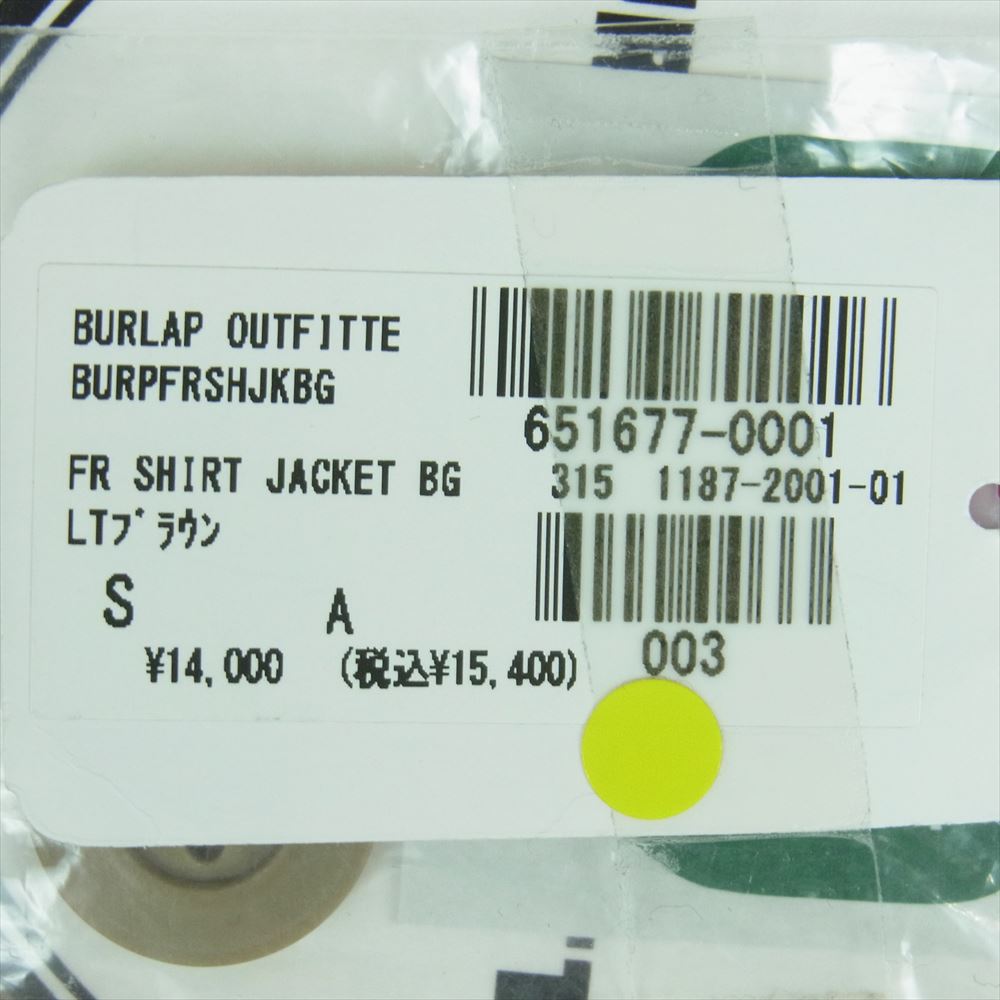 BURLAP OUTFITTE
BURPFRSHJKBG
651677-0001
FR SHIRT JACKET BG 315 1187-2001-01
LTﾌﾞﾗｳﾝ
S A
003
¥14,000 (税込¥15,400)
L.